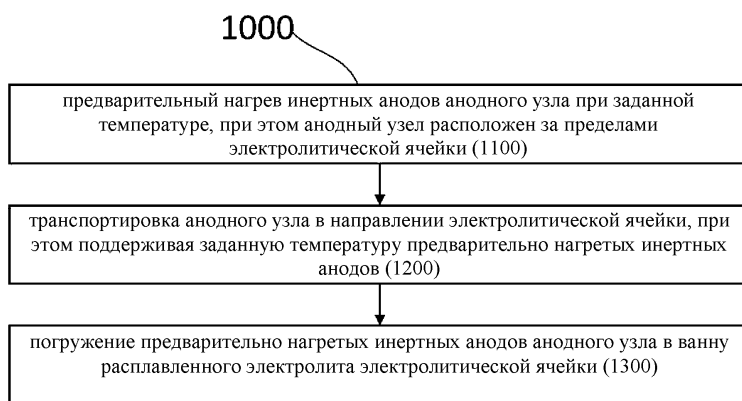 1000
предварительный нагрев инертных анодов анодного узла при заданной
температуре, при этом анодный узел расположен за пределами
электролитической ячейки (1100)
транспортировка анодного узла в направлении электролитической ячейки, при
этом поддерживая заданную температуру предварительно нагретых инертных
анодов (1200)
погружение предварительно нагретых инертных анодов анодного узла в ванну
расплавленного электролита электролитической ячейки (1300)